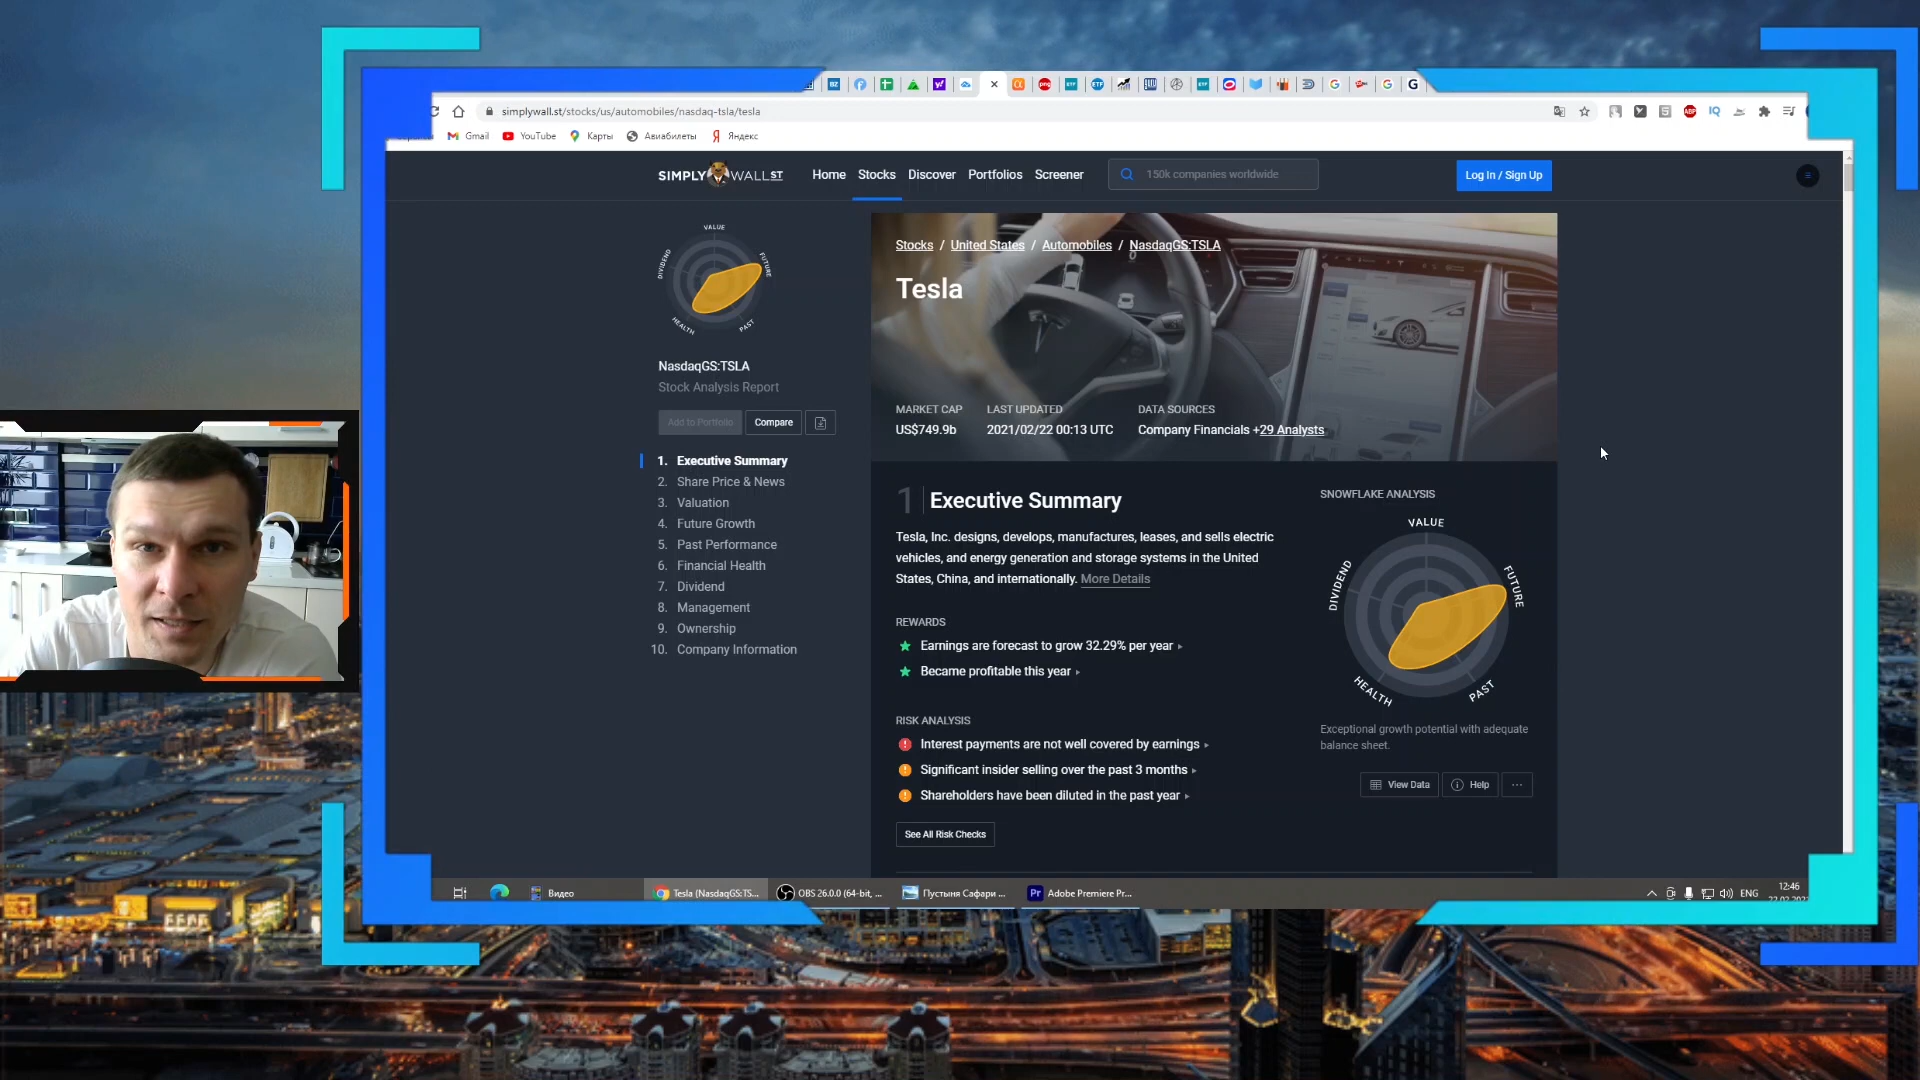 simplywall.st/stocks/us/automobiles/nasdaq-tsla/tesla
Gmail YouTube Карты Авиабилеты Яндекс
SIMPLY WALLST Home Stocks Discover Portfolios Screener 150k companies worldwide Log In / Sign Up
VALUE
FUTURE
PAST
HEALTH
DIVIDEND
NasdaqGS:TSLA
Stock Analysis Report
Add to Portfolio Compare
1. Executive Summary
2. Share Price & News
3. Valuation
4. Future Growth
5. Past Performance
6. Financial Health
7. Dividend
8. Management
9. Ownership
10. Company Information
Stocks / United States / Automobiles / NasdaqGS:TSLA
Tesla
MARKET CAP LAST UPDATED DATA SOURCES
US$749.9b 2021/02/22 00:13 UTC Company Financials +29 Analysts
1 Executive Summary
Tesla, Inc. designs, develops, manufactures, leases, and sells electric
vehicles, and energy generation and storage systems in the United
States, China, and internationally. More Details
REWARDS
Earnings are forecast to grow 32.29% per year
Became profitable this year
RISK ANALYSIS
Interest payments are not well covered by earnings
Significant insider selling over the past 3 months
Shareholders have been diluted in the past year
See All Risk Checks
SNOWFLAKE ANALYSIS
VALUE
FUTURE
PAST
HEALTH
DIVIDEND
Exceptional growth potential with adequate
balance sheet.
View Data Help ...
Видео Tesla (NasdaqGS:TS... OBS 26.0.0 (64-bit, ... Пустыня Сафари ... Pr Adobe Premiere Pr... ENG 12:46